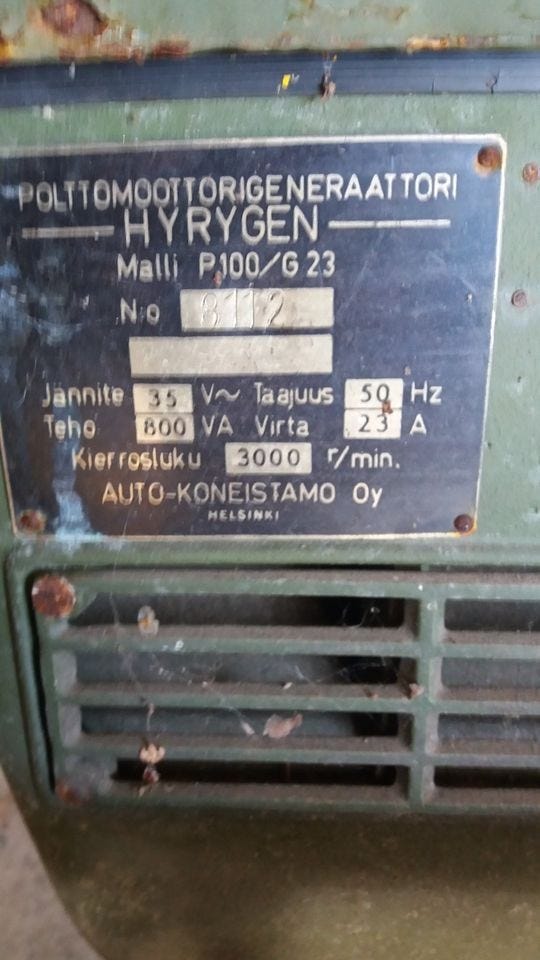 POLTTOMOOTTORIGENERAATTORI
HYRYGEN
Malli P100/G 23
No 8112
Jännite 35 V~ Taajuus 50 Hz
Teho 800 VA Virta 23 A
Kierrosluku 3000 r/min.
AUTO-KONEISTAMO Oy
HELSINKI